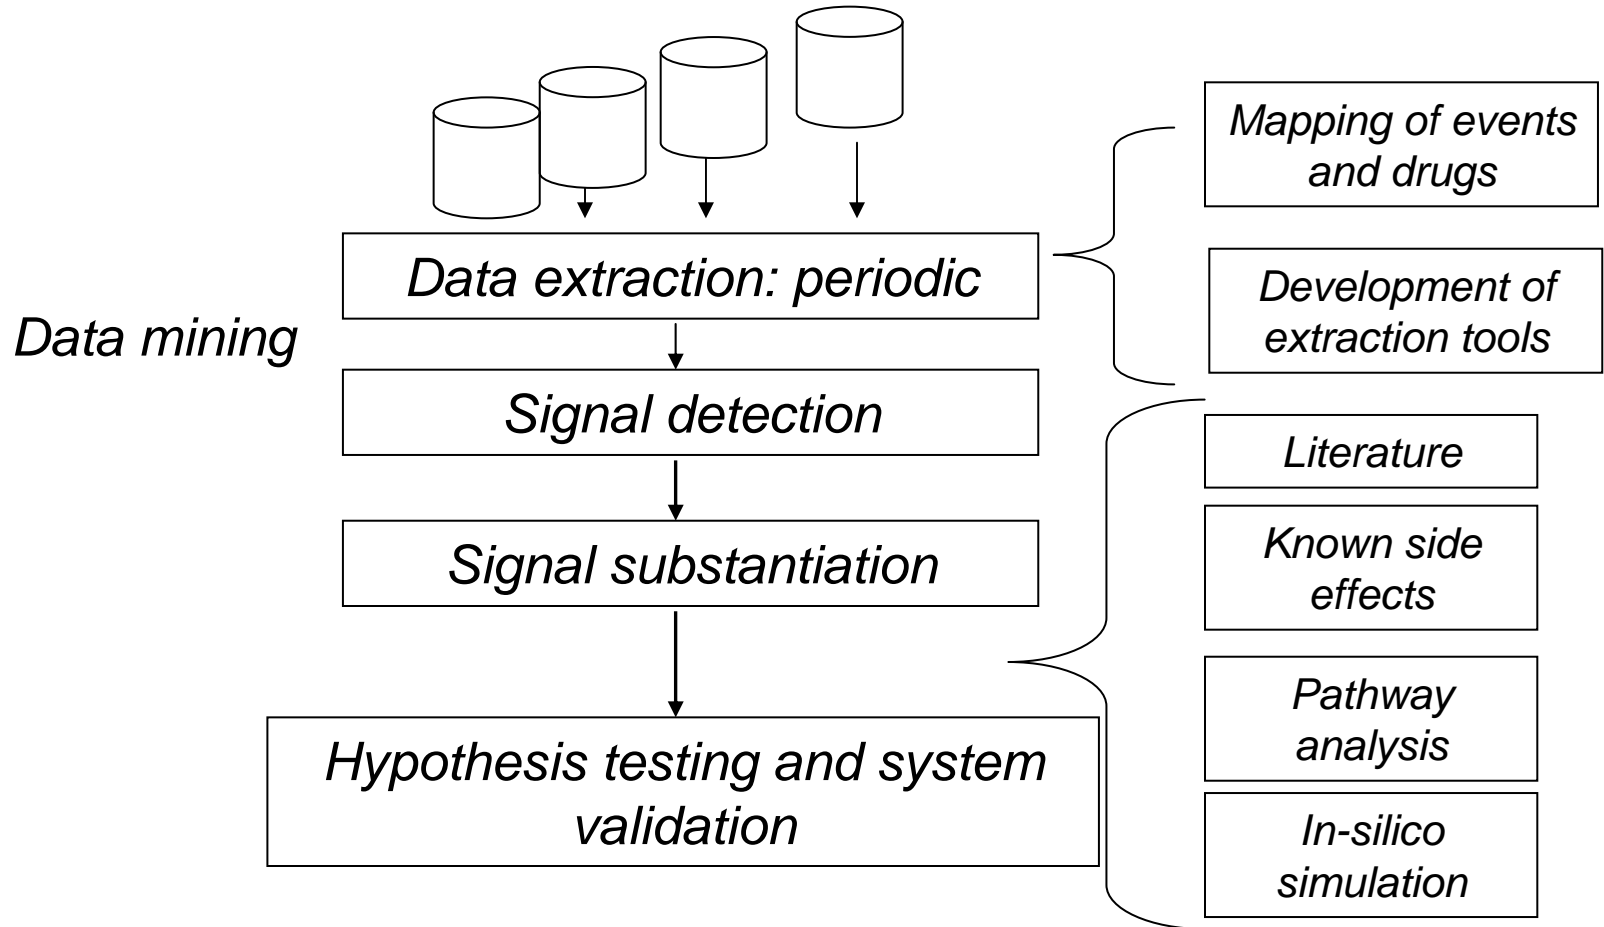 Data mining
Data extraction: periodic
Signal detection
Signal substantiation
Hypothesis testing and system
validation
Mapping of events
and drugs
Development of
extraction tools
Literature
Known side
effects
Pathway
analysis
In-silico
simulation